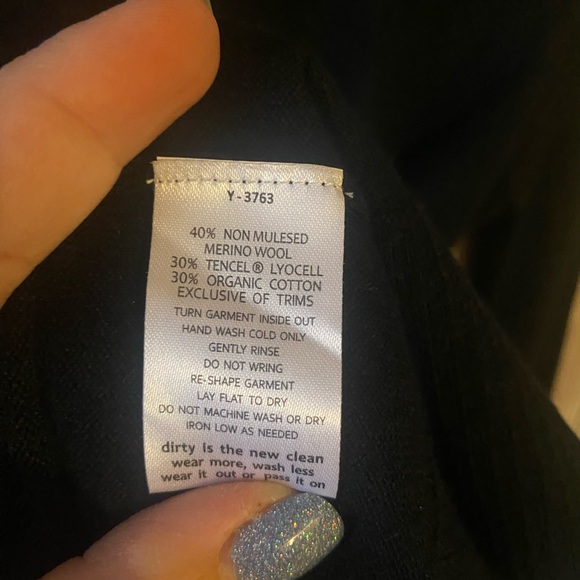 Y-3763
40% NON MULESED
MERINO WOOL
30% TENCEL® LYOCELL
30% ORGANIC COTTON
EXCLUSIVE OF TRIMS
TURN GARMENT INSIDE OUT
HAND WASH COLD ONLY
GENTLY RINSE
DO NOT WRING
RE-SHAPE GARMENT
LAY FLAT TO DRY
DO NOT MACHINE WASH OR DRY
IRON LOW AS NEEDED
dirty is the new clean
wear more, wash less
wear it out or pass it on